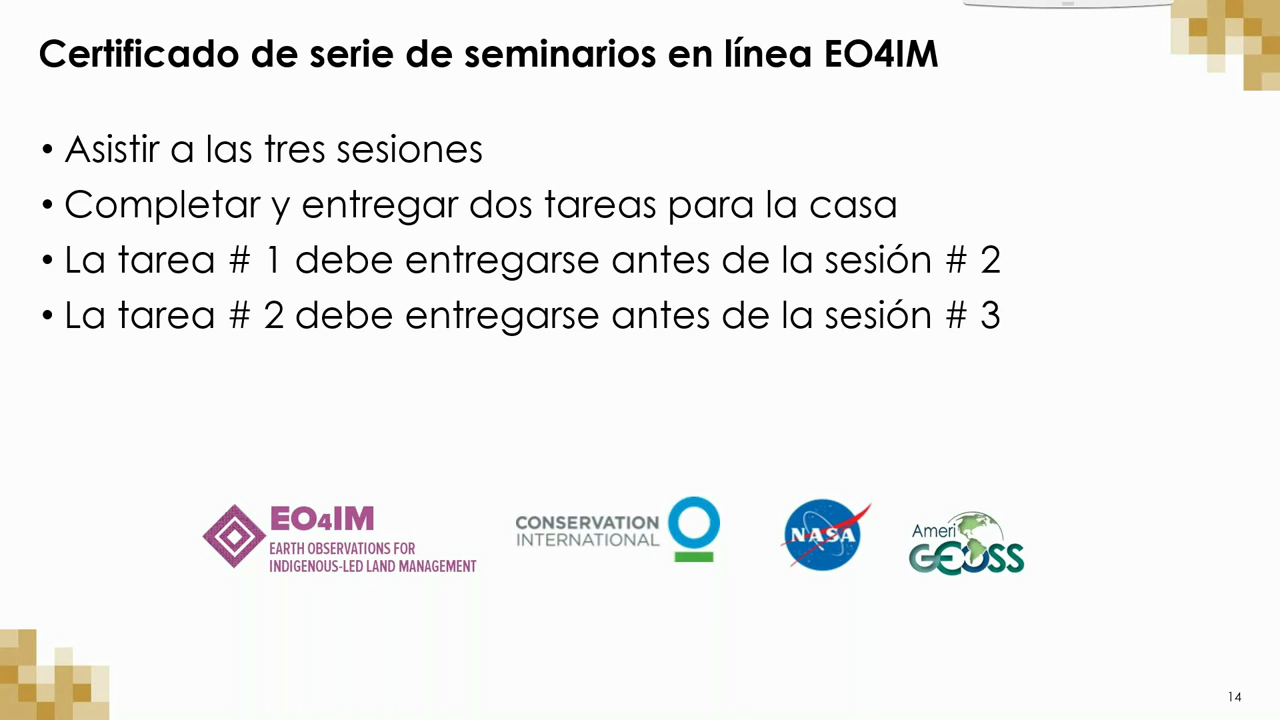 Certificado de serie de seminarios en línea EO4IM
• Asistir a las tres sesiones
• Completar y entregar dos tareas para la casa
• La tarea # 1 debe entregarse antes de la sesión # 2
• La tarea # 2 debe entregarse antes de la sesión # 3
EO4IM
EARTH OBSERVATIONS FOR
INDIGENOUS-LED LAND MANAGEMENT
CONSERVATION
INTERNATIONAL
NASA
Ameri
GEOSS
14